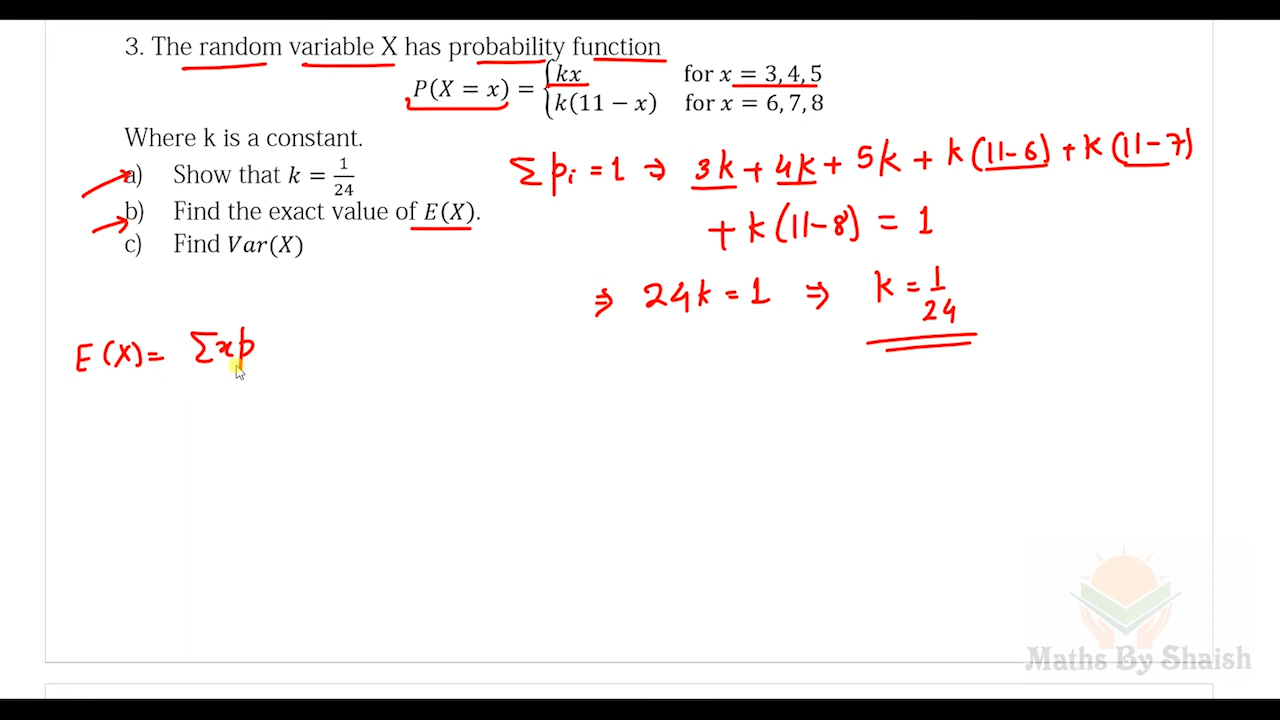 3. The random variable X has probability function
P(X = x) = { kx for x = 3, 4, 5
k(11 − x) for x = 6, 7, 8
Where k is a constant.
a) Show that k = 1/24
b) Find the exact value of E(X).
c) Find Var(X)
∑ pᵢ = 1 ⇒ 3k + 4k + 5k + k(11-6) + k(11-7)
+ k(11-8) = 1
⇒ 24k = 1 ⇒ k = 1/24
E(X) = ∑xp
Maths By Shaish